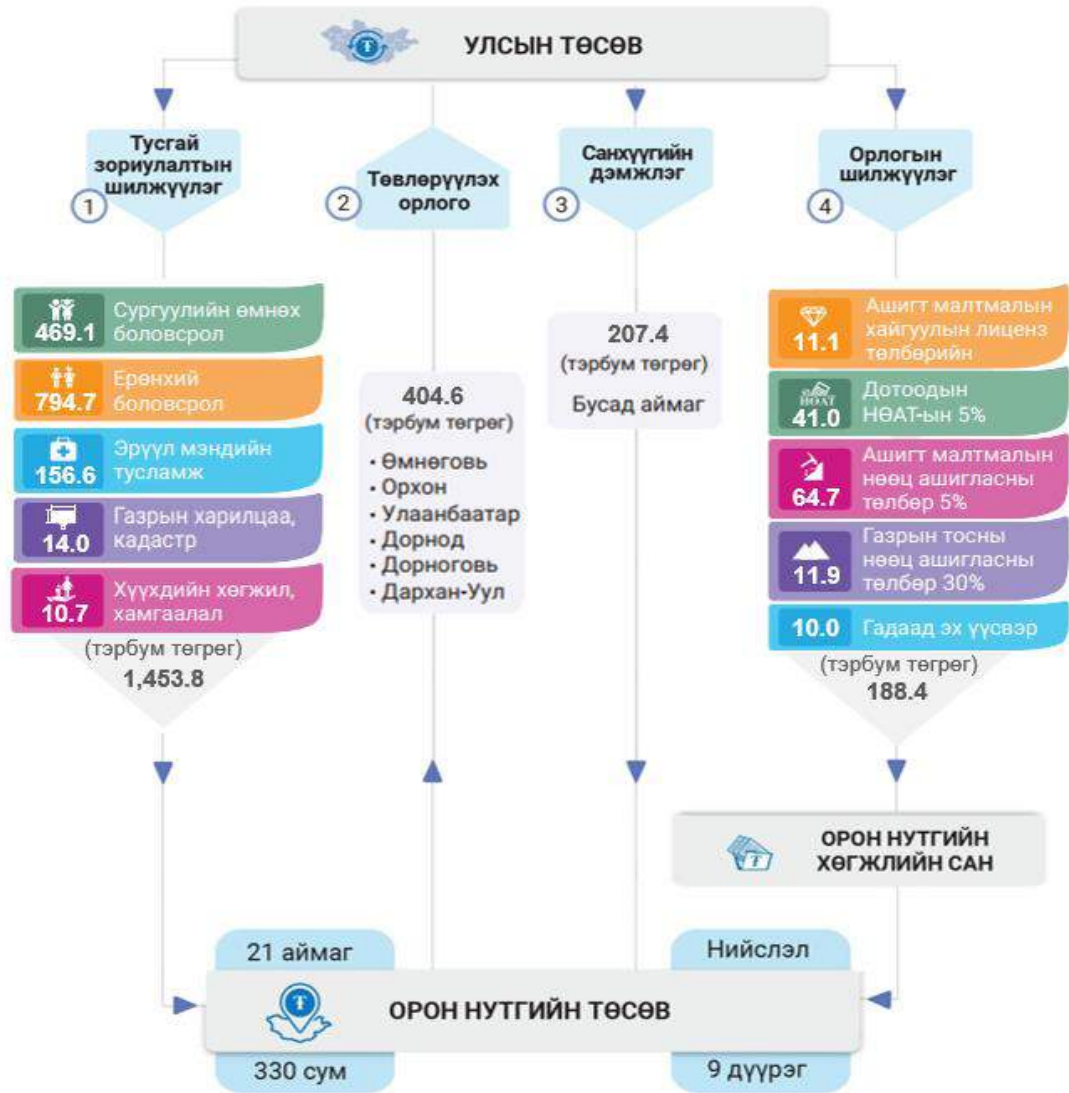 УЛСЫН ТӨСӨВ
Тусгай
зориулалтын
шилжүүлэг
1
Төвлөрүүлэх
орлого
2
Санхүүгийн
дэмжлэг
3
Орлогын
шилжүүлэг
4
469.1
Сургуулийн өмнөх
боловсрол
794.7
Ерөнхий
боловсрол
156.6
Эрүүл мэндийн
тусламж
14.0
Газрын харилцаа,
кадастр
10.7
Хүүхдийн хөгжил,
хамгаалал
(тэрбум төгрөг)
1,453.8
404.6
(тэрбум төгрөг)
• Өмнөговь
• Орхон
• Улаанбаатар
• Дорнод
• Дорноговь
• Дархан-Уул
207.4
(тэрбум төгрөг)
Бусад аймаг
11.1
Ашигт малтмалын
хайгуулын лиценз
төлбөрийн
НӨАТ
41.0
Дотоодын
НӨАТ-ын 5%
64.7
Ашигт малтмалын
нөөц ашигласны
төлбөр 5%
11.9
Газрын тосны
нөөц ашигласны
төлбөр 30%
10.0 Гадаад эх үүсвэр
(тэрбум төгрөг)
188.4
ОРОН НУТГИЙН
ХӨГЖЛИЙН САН
21 аймаг
Нийслэл
ОРОН НУТГИЙН ТӨСӨВ
330 сум
9 дүүрэг